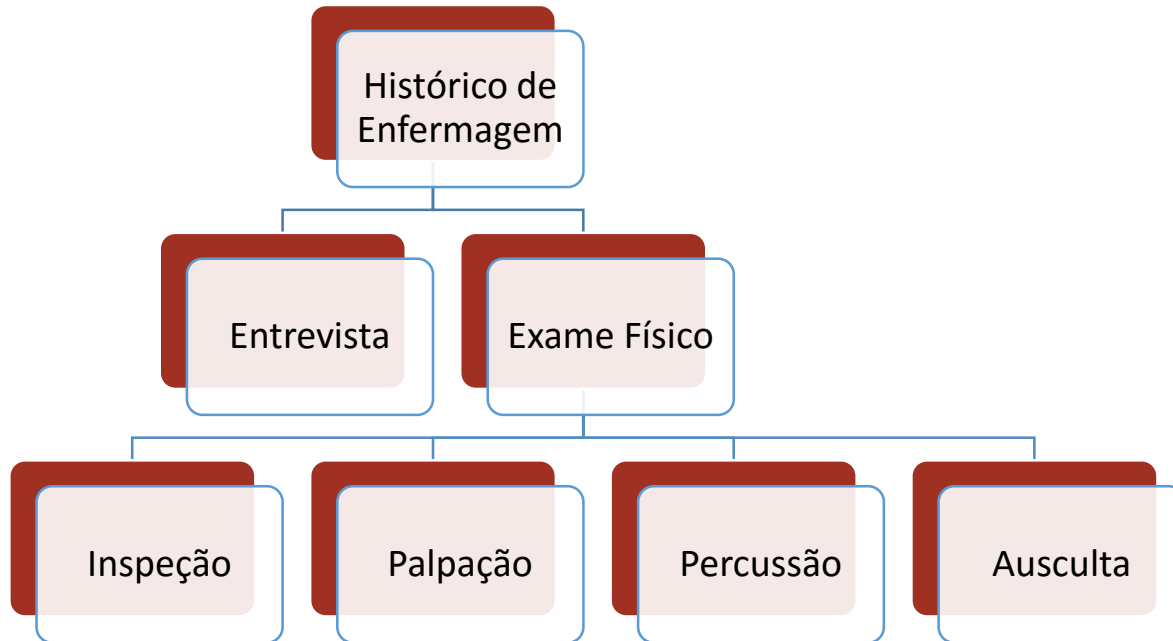 Histórico de
Enfermagem
Entrevista
Exame Físico
Inspeção
Palpação
Percussão
Ausculta